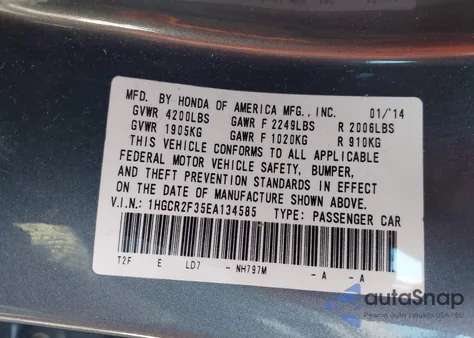 MFD. BY HONDA OF AMERICA MFG., INC. 01/'14
GVWR 4200LBS GAWR F 2249LBS R 2006LBS
GVWR 1905KG GAWR F 1020KG R 910KG
THIS VEHICLE CONFORMS TO ALL APPLICABLE
FEDERAL MOTOR VEHICLE SAFETY, BUMPER,
AND THEFT PREVENTION STANDARDS IN EFFECT
ON THE DATE OF MANUFACTURE SHOWN ABOVE.
V.I.N.: 1HGCR2F35EA134585 TYPE: PASSENGER CAR
T2F E LD7 - NH797M - A - A
autoSnap